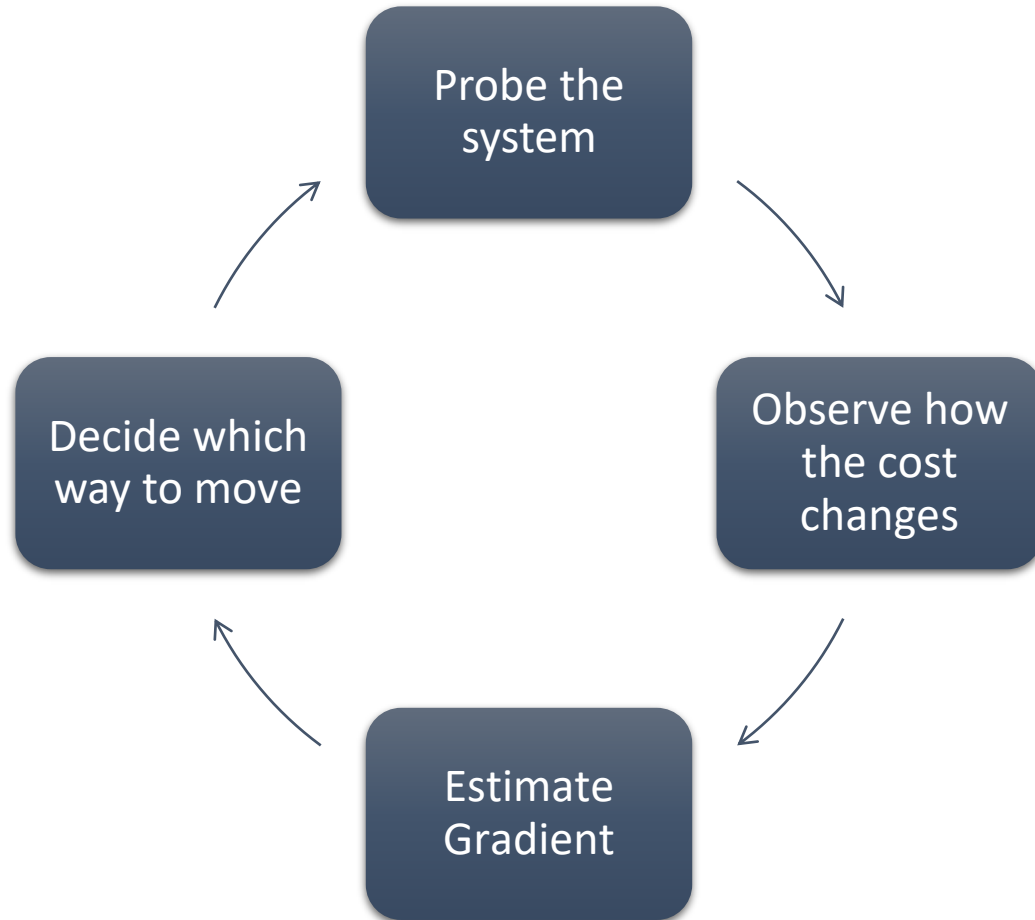 Probe the
system
Observe how
the cost
changes
Estimate
Gradient
Decide which
way to move